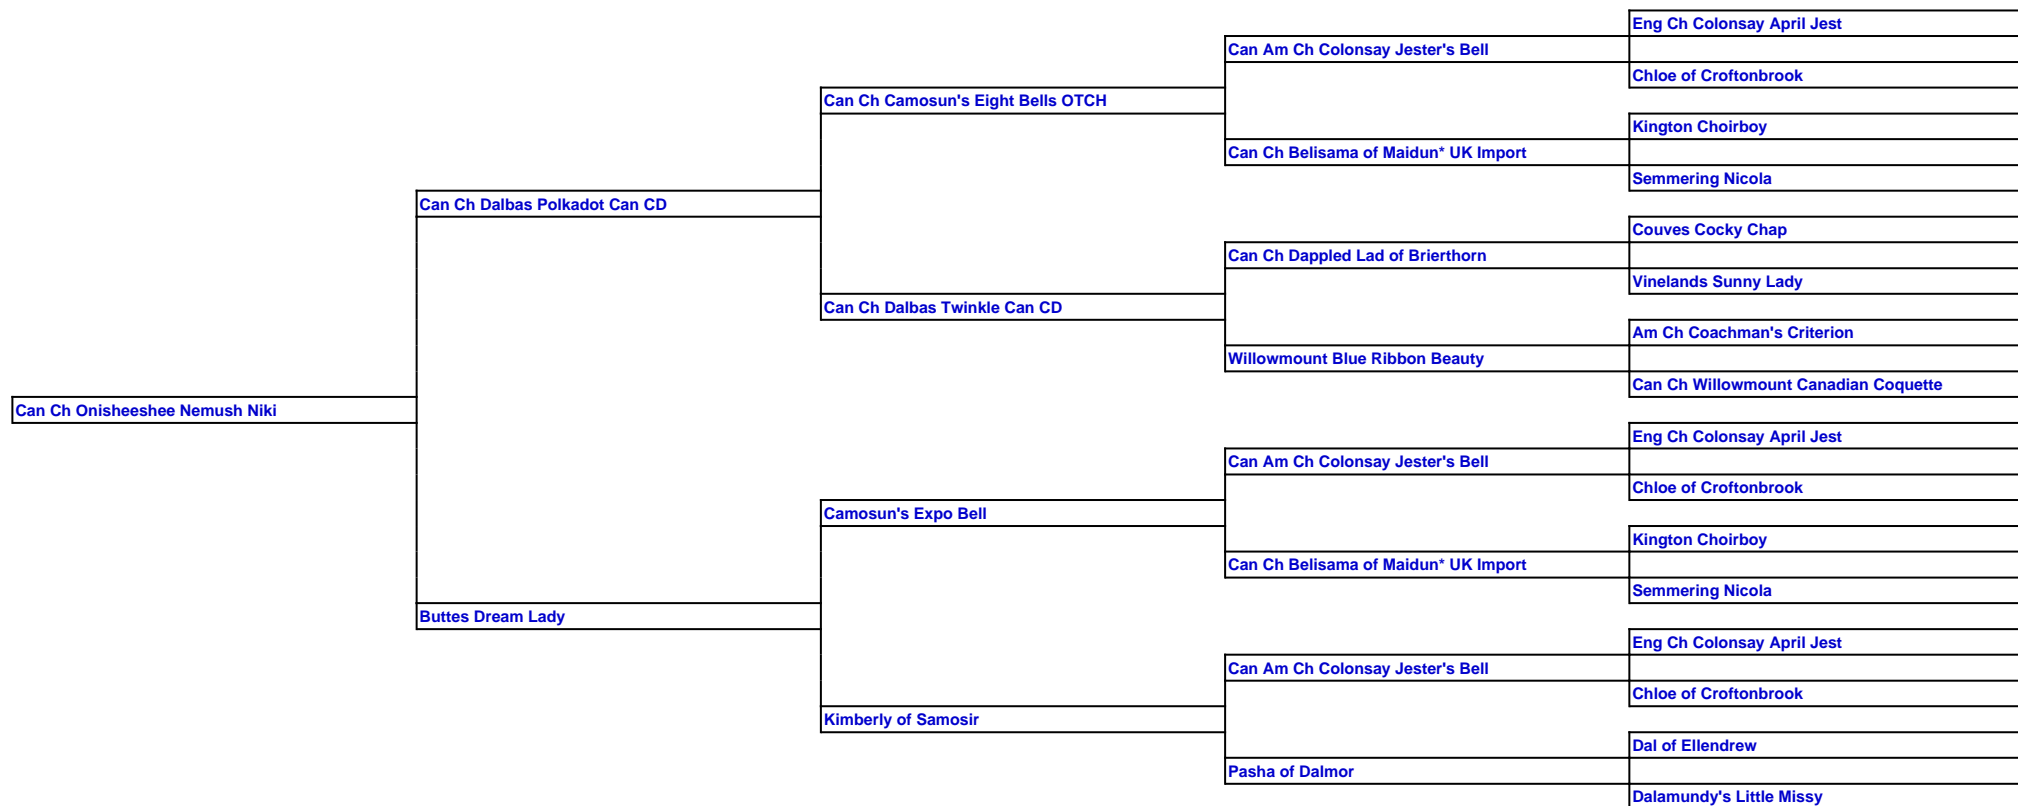 Eng Ch Colonsay April Jest
Can Am Ch Colonsay Jester's Bell
Chloe of Croftonbrook
Can Ch Camosun's Eight Bells OTCH
Kington Choirboy
Can Ch Belisama of Maidun* UK Import
Semmering Nicola
Can Ch Dalbas Polkadot Can CD
Couves Cocky Chap
Can Ch Dappled Lad of Brierthorn
Vinelands Sunny Lady
Can Ch Dalbas Twinkle Can CD
Am Ch Coachman's Criterion
Willowmount Blue Ribbon Beauty
Can Ch Willowmount Canadian Coquette
Can Ch Onisheeshee Nemush Niki
Eng Ch Colonsay April Jest
Can Am Ch Colonsay Jester's Bell
Chloe of Croftonbrook
Camosun's Expo Bell
Kington Choirboy
Can Ch Belisama of Maidun* UK Import
Semmering Nicola
Buttes Dream Lady
Eng Ch Colonsay April Jest
Can Am Ch Colonsay Jester's Bell
Chloe of Croftonbrook
Kimberly of Samosir
Dal of Ellendrew
Pasha of Dalmor
Dalamundy's Little Missy